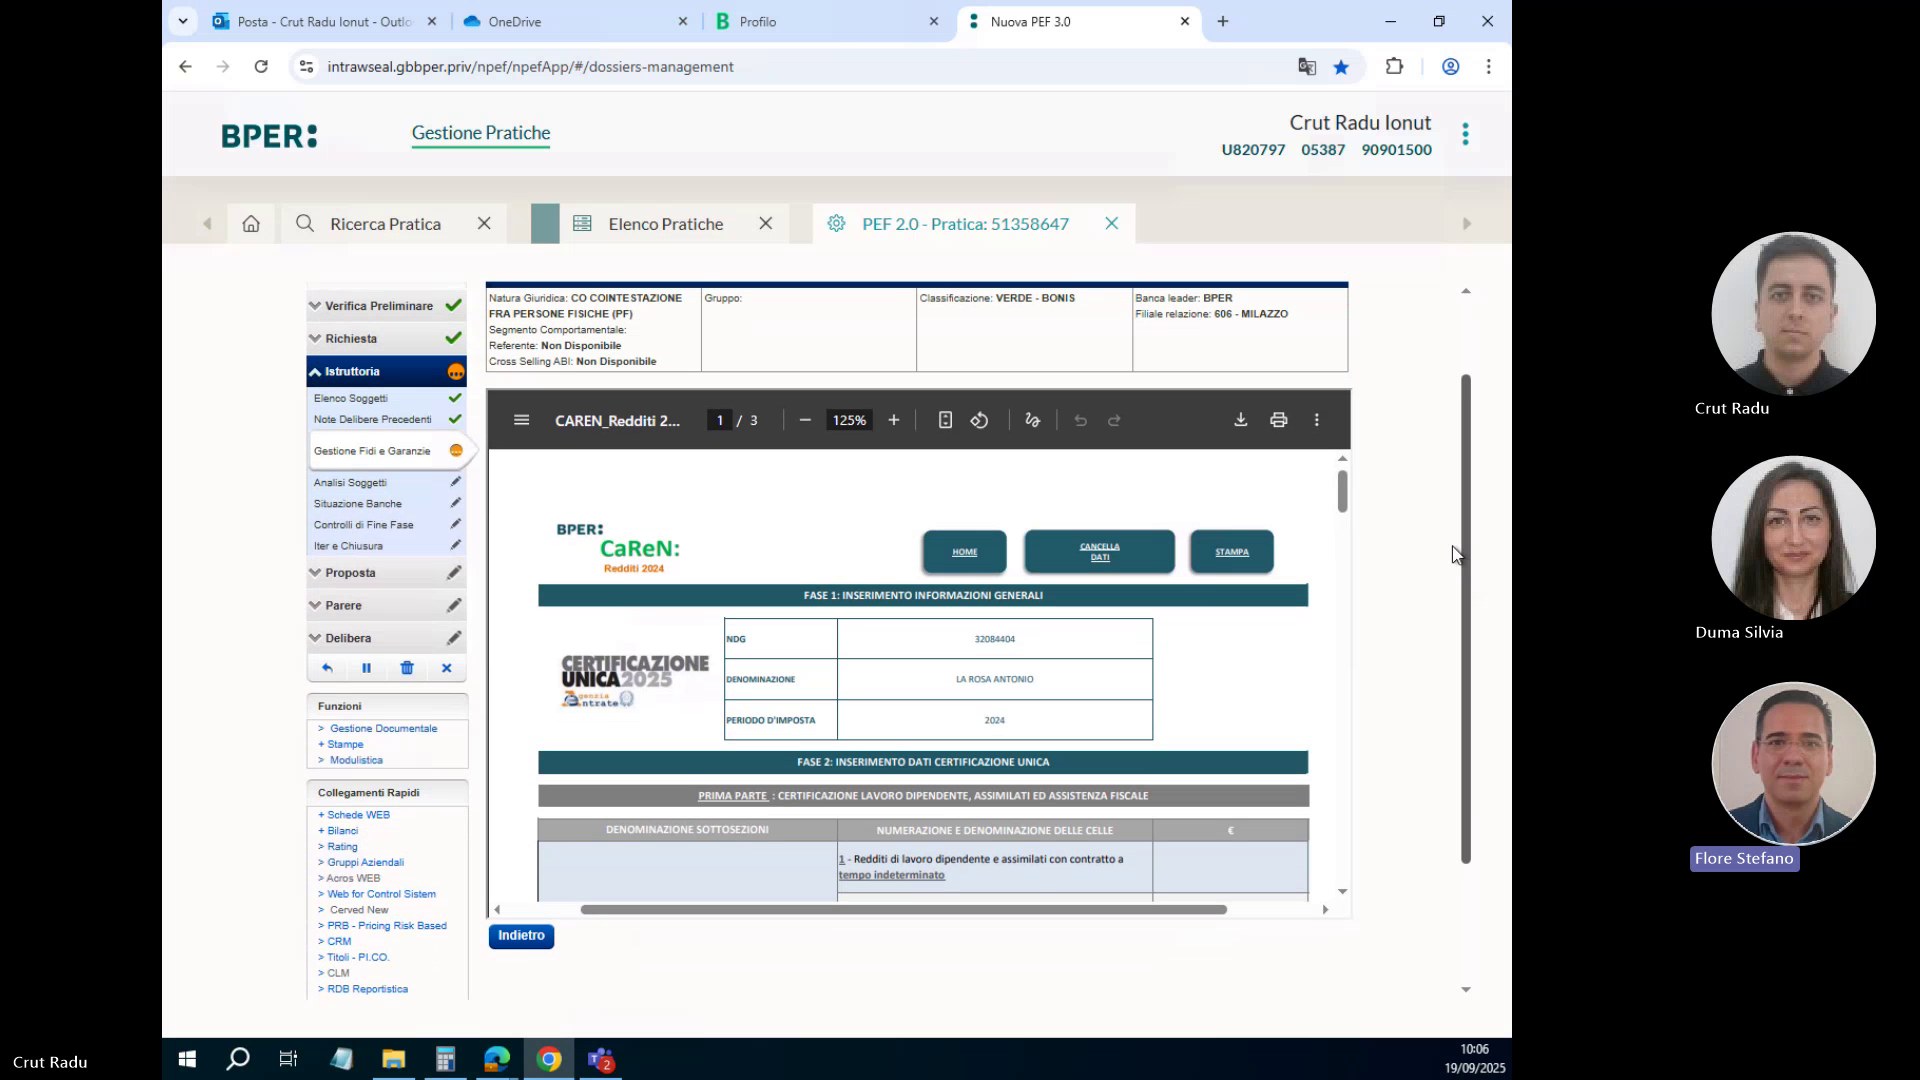 Posta - Crut Radu Ionut - Outlo
OneDrive
Profilo
Nuova PEF 3.0
intrawseal.gbbper.priv/npef/npefApp/#/dossiers-management
BPER:
Gestione Pratiche
Crut Radu Ionut
U820797 05387 90901500
Ricerca Pratica
Elenco Pratiche
PEF 2.0 - Pratica: 51358647
Verifica Preliminare
Richiesta
Istruttoria
Elenco Soggetti
Note Delibere Precedenti
Gestione Fidi e Garanzie
Analisi Soggetti
Situazione Banche
Controlli di Fine Fase
Iter e Chiusura
Proposta
Parere
Delibera
Funzioni
> Gestione Documentale
+ Stampe
> Modulistica
Collegamenti Rapidi
+ Schede WEB
+ Bilanci
> Rating
> Gruppi Aziendali
> Acros WEB
> Web for Control Sistem
> Cerved New
> PRB - Pricing Risk Based
> CRM
> Titoli - PI.CO.
> CLM
> RDB Reportistica
Natura Giuridica: CO COINTESTAZIONE
FRA PERSONE FISICHE (PF)
Segmento Comportamentale:
Referente: Non Disponibile
Cross Selling ABI: Non Disponibile
Gruppo:
Classificazione: VERDE - BONIS
Banca leader: BPER
Filiale relazione: 606 - MILAZZO
CAREN_Redditi 2...
1 / 3
125%
BPER:
CaReN:
Redditi 2024
HOME
CANCELLA
DATI
STAMPA
FASE 1: INSERIMENTO INFORMAZIONI GENERALI
CERTIFICAZIONE
UNICA2025
genzia
ntrate
NDG 32084404
DENOMINAZIONE LA ROSA ANTONIO
PERIODO D'IMPOSTA 2024
FASE 2: INSERIMENTO DATI CERTIFICAZIONE UNICA
PRIMA PARTE : CERTIFICAZIONE LAVORO DIPENDENTE, ASSIMILATI ED ASSISTENZA FISCALE
DENOMINAZIONE SOTTOSEZIONI NUMERAZIONE E DENOMINAZIONE DELLE CELLE €
1 - Redditi di lavoro dipendente e assimilati con contratto a
tempo indeterminato
Indietro
2
10:06
19/09/2025
Crut Radu
Duma Silvia
Flore Stefano
Crut Radu